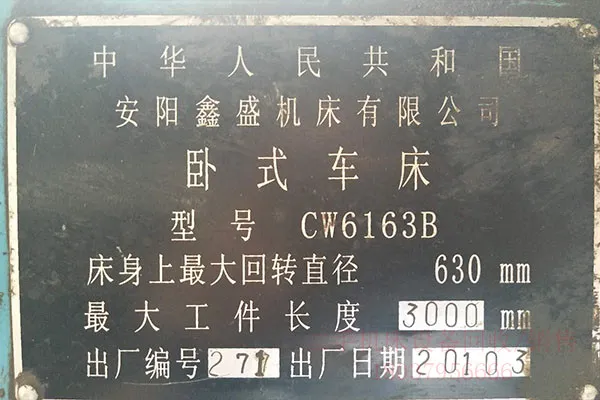 中华人民共和国
安阳鑫盛机床有限公司
卧式车床
型号 CW6163B
床身上最大回转直径 630 mm
最大工件长度 3000 mm
出厂编号 271 出厂日期 20103